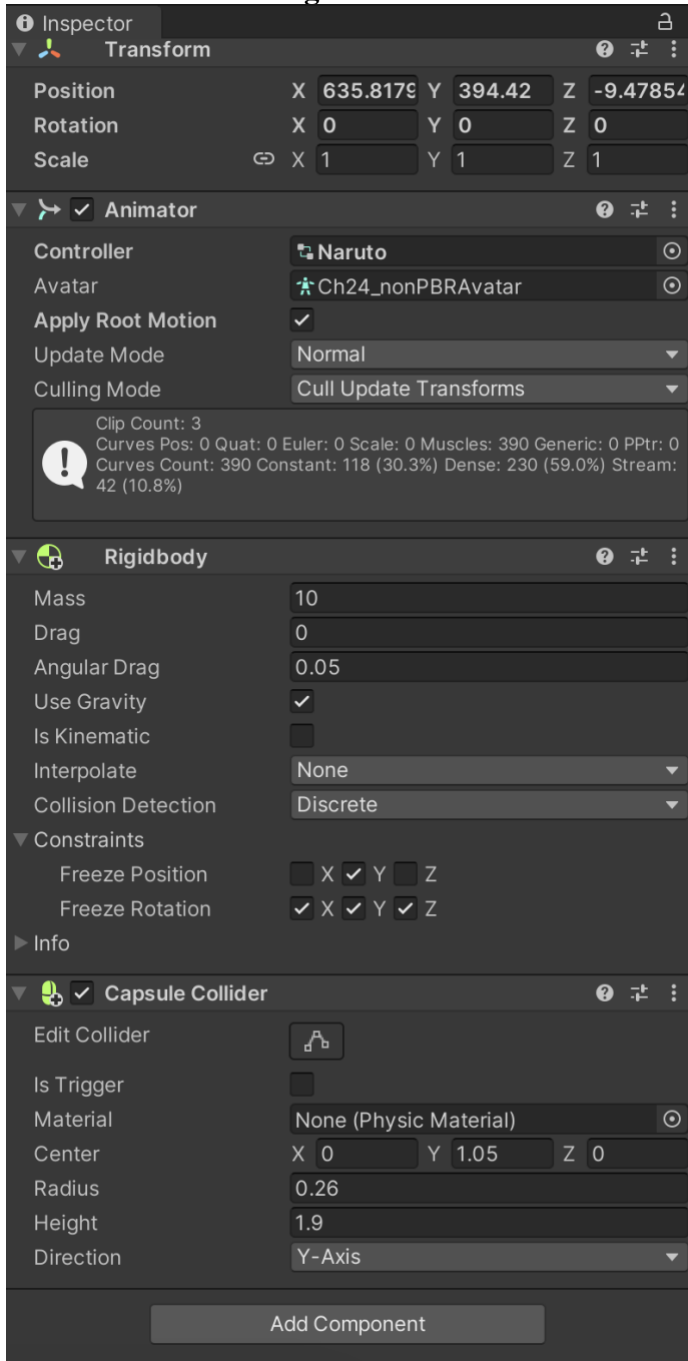 Inspector
Transform
Position X 635.8179 Y 394.42 Z -9.47854
Rotation X 0 Y 0 Z 0
Scale X 1 Y 1 Z 1
Animator
Controller Naruto
Avatar Ch24_nonPBRAvatar
Apply Root Motion
Update Mode Normal
Culling Mode Cull Update Transforms
Clip Count: 3
Curves Pos: 0 Quat: 0 Euler: 0 Scale: 0 Muscles: 390 Generic: 0 PPtr: 0
Curves Count: 390 Constant: 118 (30.3%) Dense: 230 (59.0%) Stream:
42 (10.8%)
Rigidbody
Mass 10
Drag 0
Angular Drag 0.05
Use Gravity
Is Kinematic
Interpolate None
Collision Detection Discrete
Constraints
Freeze Position X Y Z
Freeze Rotation X Y Z
Info
Capsule Collider
Edit Collider
Is Trigger
Material None (Physic Material)
Center X 0 Y 1.05 Z 0
Radius 0.26
Height 1.9
Direction Y-Axis
Add Component